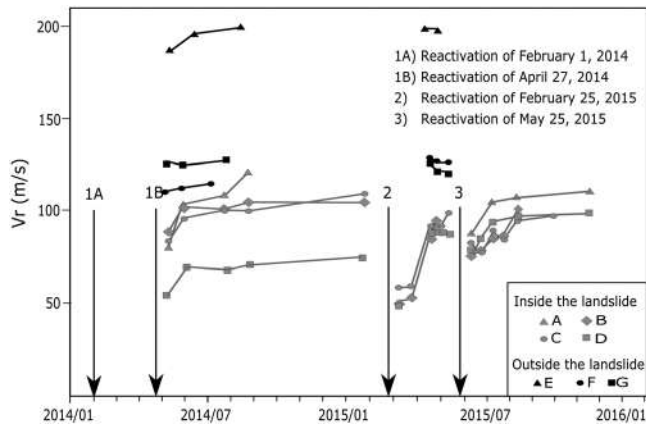 200
150
100
50
Vr (m/s)
1A) Reactivation of February 1, 2014
1B) Reactivation of April 27, 2014
2) Reactivation of February 25, 2015
3) Reactivation of May 25, 2015
1A
1B
2
3
Inside the landslide
A B
C D
Outside the landslide
E F G
2014/01 2014/07 2015/01 2015/07 2016/01